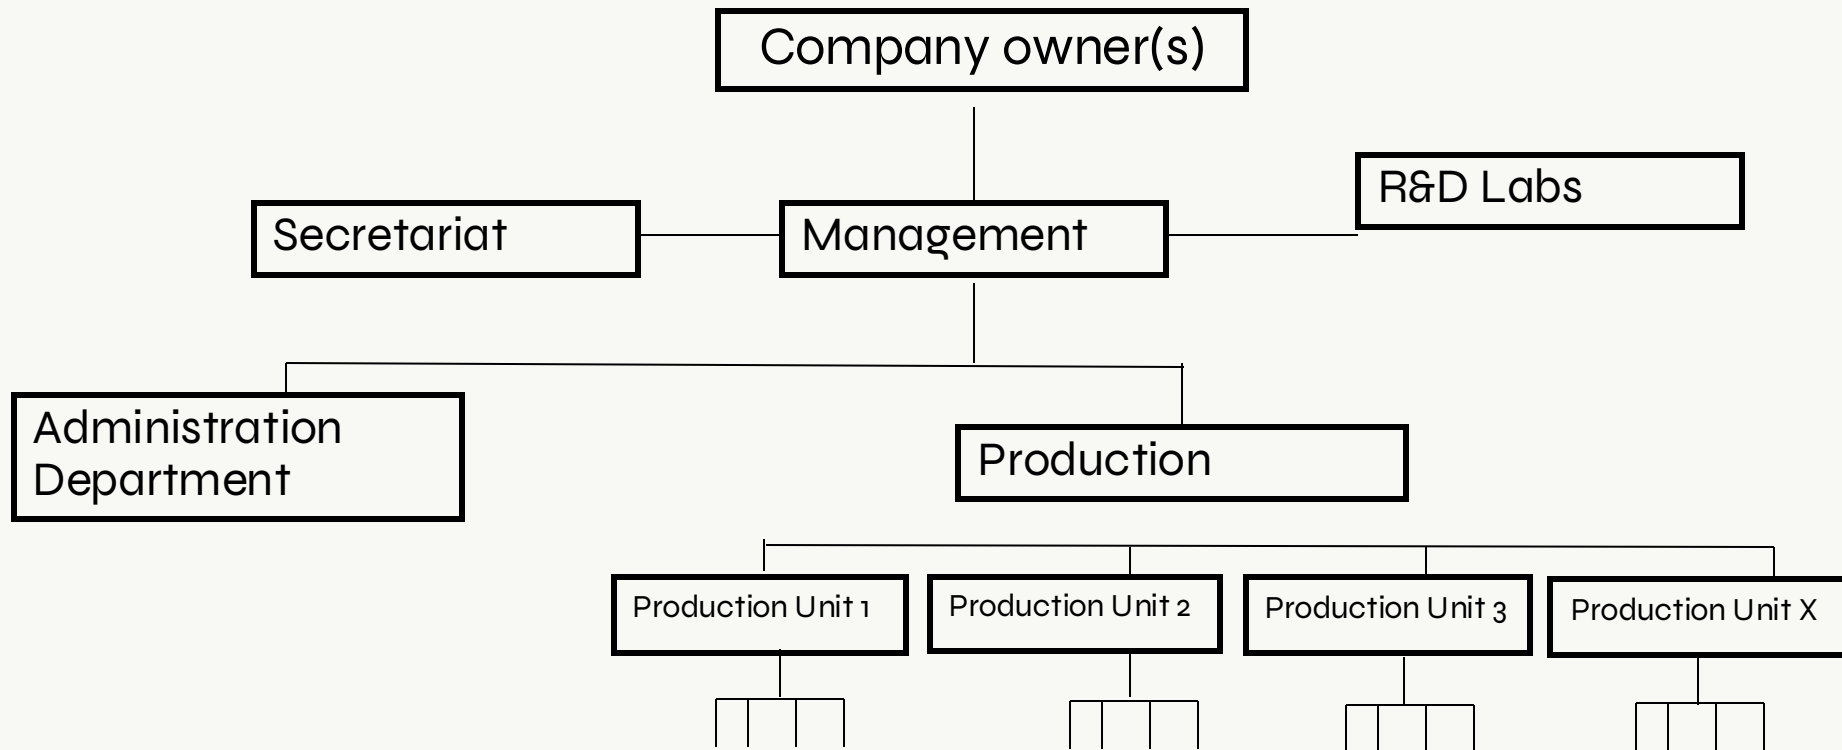 Company owner(s)
R&D Labs
Secretariat
Management
Administration
Department
Production
Production Unit 1
Production Unit 2
Production Unit 3
Production Unit X